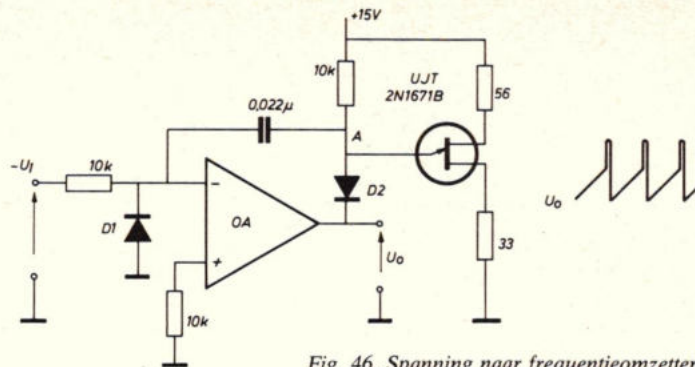 +15V
10k
UJT
2N1671B
56
0,022μ
A
-U₁
10k
D1
-
+
OA
D2
U₀
33
10k
U₀
Fig. 46. Spanning naar frequentieomzetter